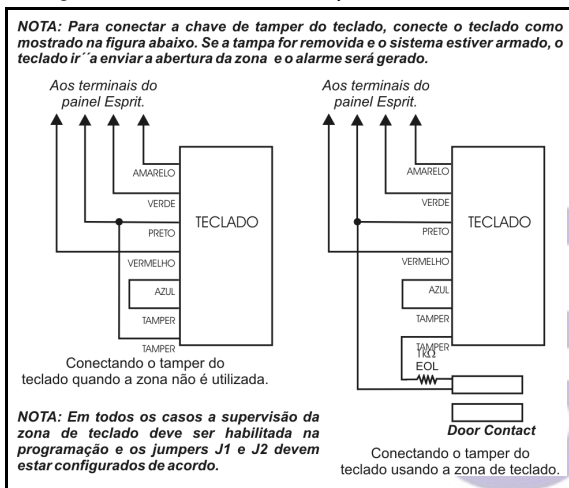 NOTA: Para conectar a chave de tamper do teclado, conecte o teclado como
mostrado na figura abaixo. Se a tampa for removida e o sistema estiver armado, o
teclado ir´´a enviar a abertura da zona e o alarme será gerado.
Aos terminais do
painel Esprit.
AMARELO
VERDE
PRETO
VERMELHO
AZUL
TAMPER
TAMPER
TECLADO
Conectando o tamper do
teclado quando a zona não é utilizada.
Aos terminais do
painel Esprit.
AMARELO
VERDE
PRETO
VERMELHO
AZUL
TAMPER
TAMPER
TECLADO
1KΩ
EOL
Door Contact
Conectando o tamper do
teclado usando a zona de teclado.
NOTA: Em todos os casos a supervisão da
zona de teclado deve ser habilitada na
programação e os jumpers J1 e J2 devem
estar configurados de acordo.